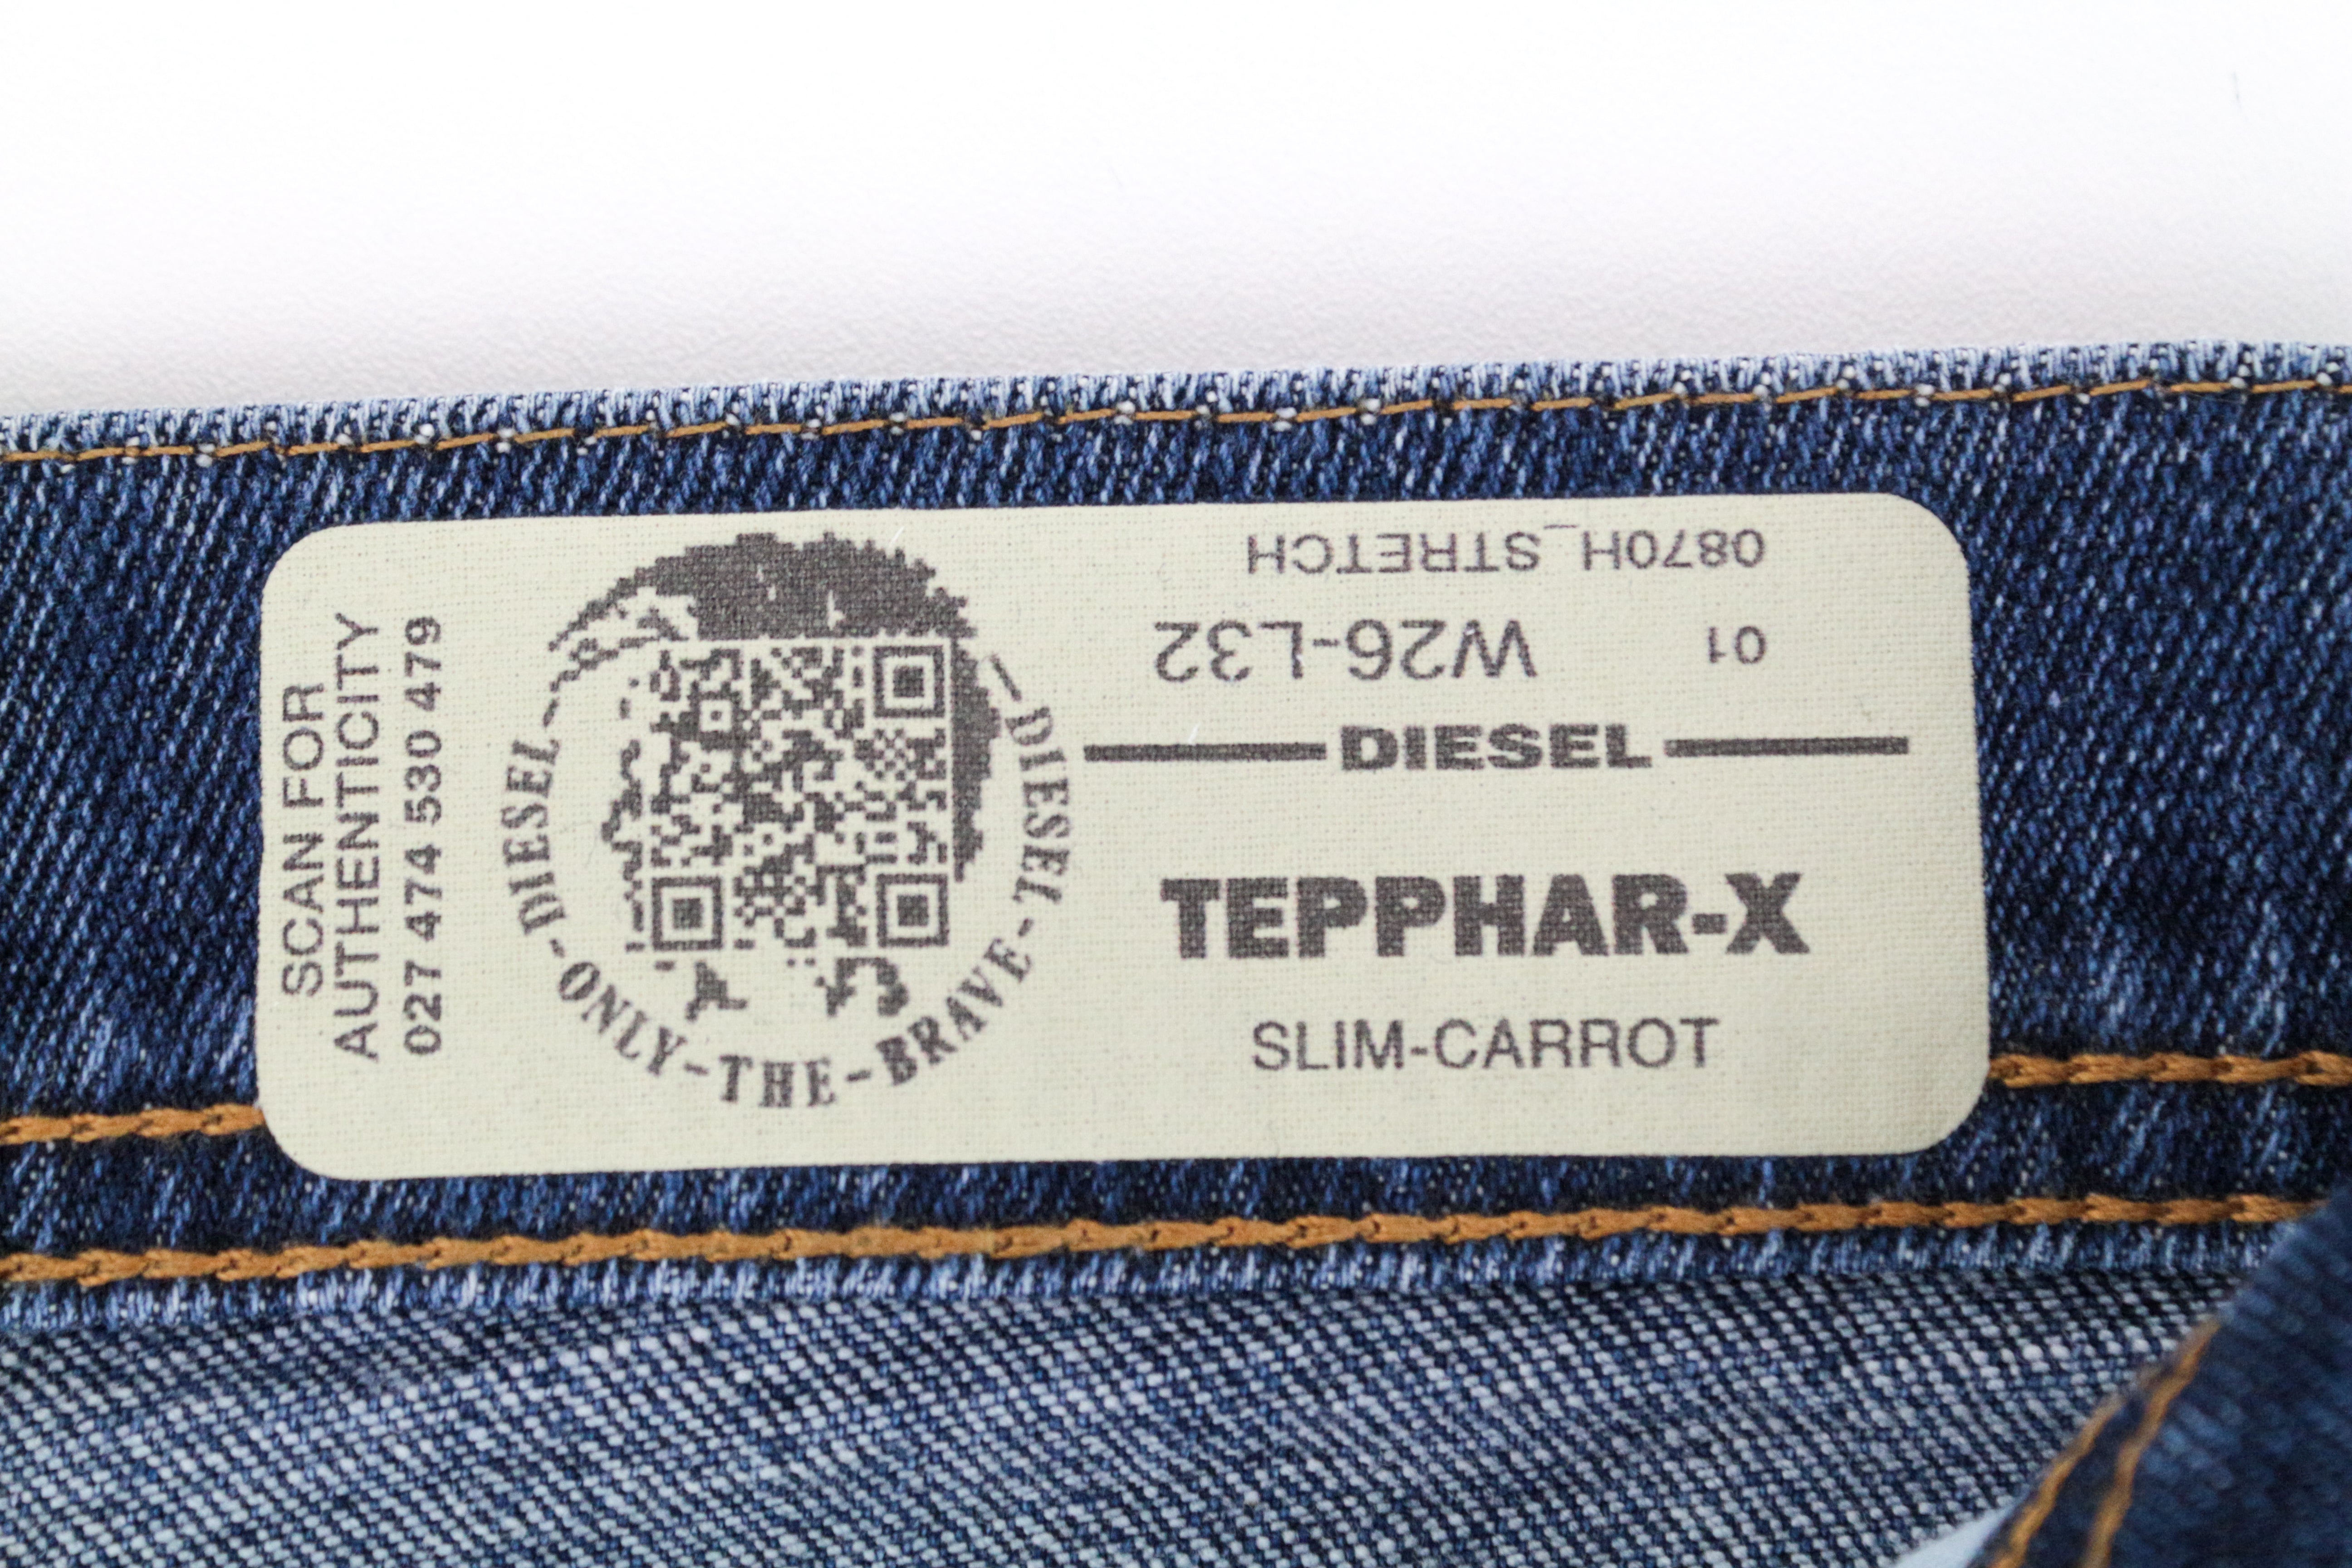 SCAN FOR
AUTHENTICITY
027 474 530 479
DIESEL-ONLY-THE-BRAVE-DIESEL
0870H_STRETCH
01 W26-L32
DIESEL
TEPPHAR-X
SLIM-CARROT